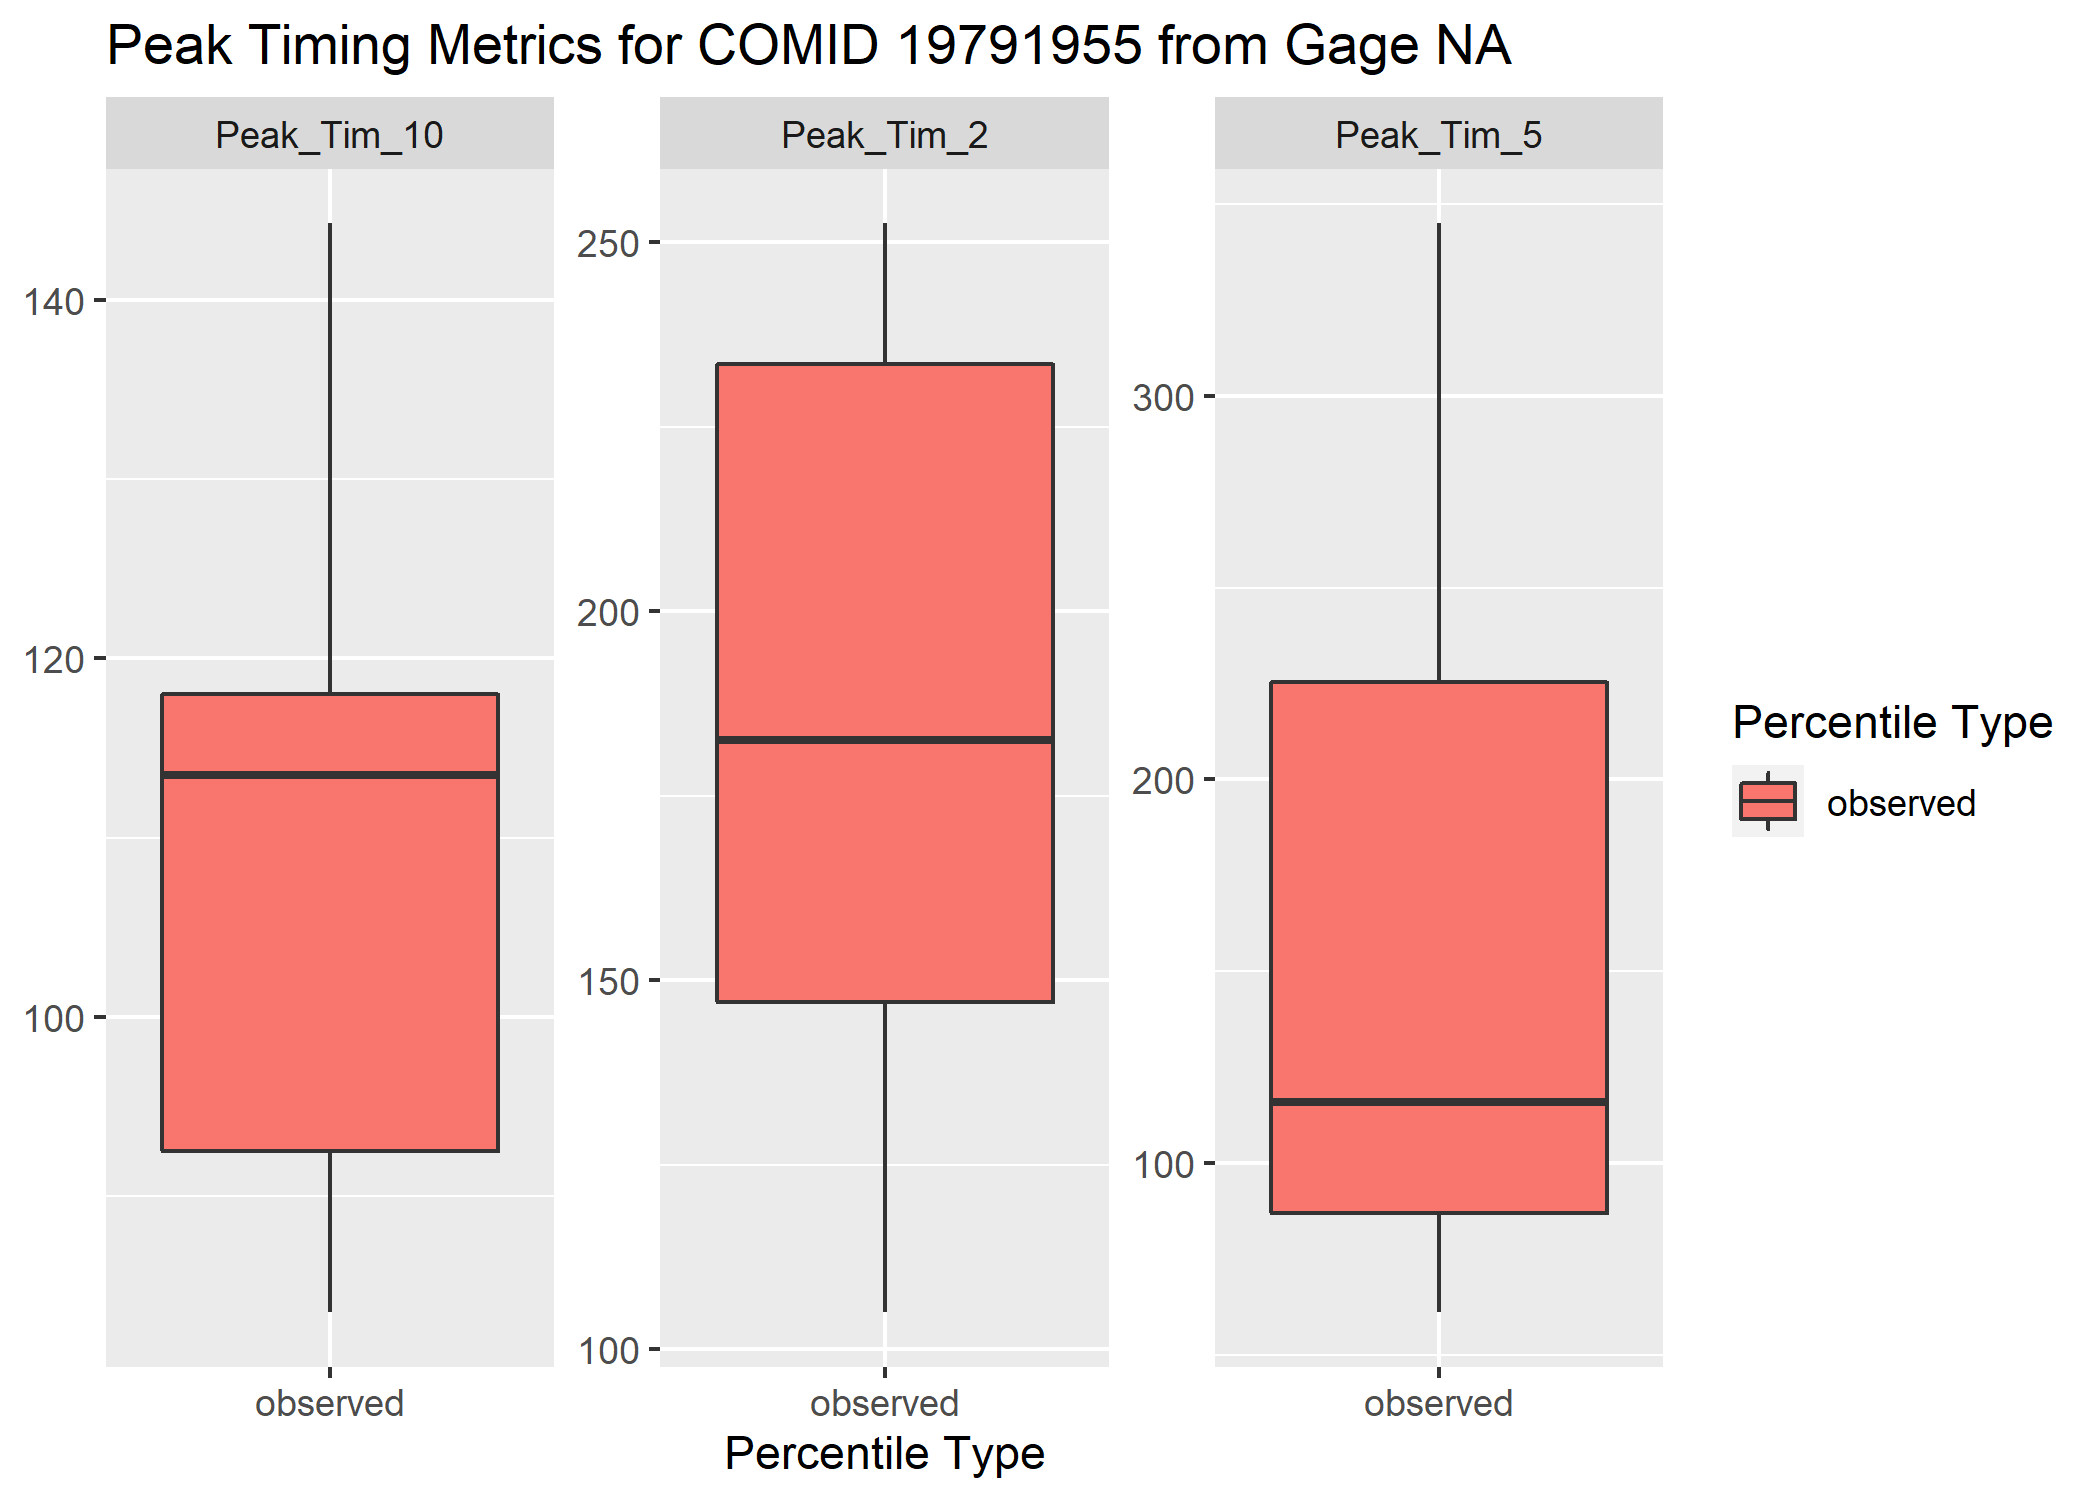 Peak Timing Metrics for COMID 19791955 from Gage NA
Peak_Tim_10
Peak_Tim_2
Peak_Tim_5
140
120
100
250
200
150
100
300
200
100
observed
observed
observed
Percentile Type
Percentile Type
observed